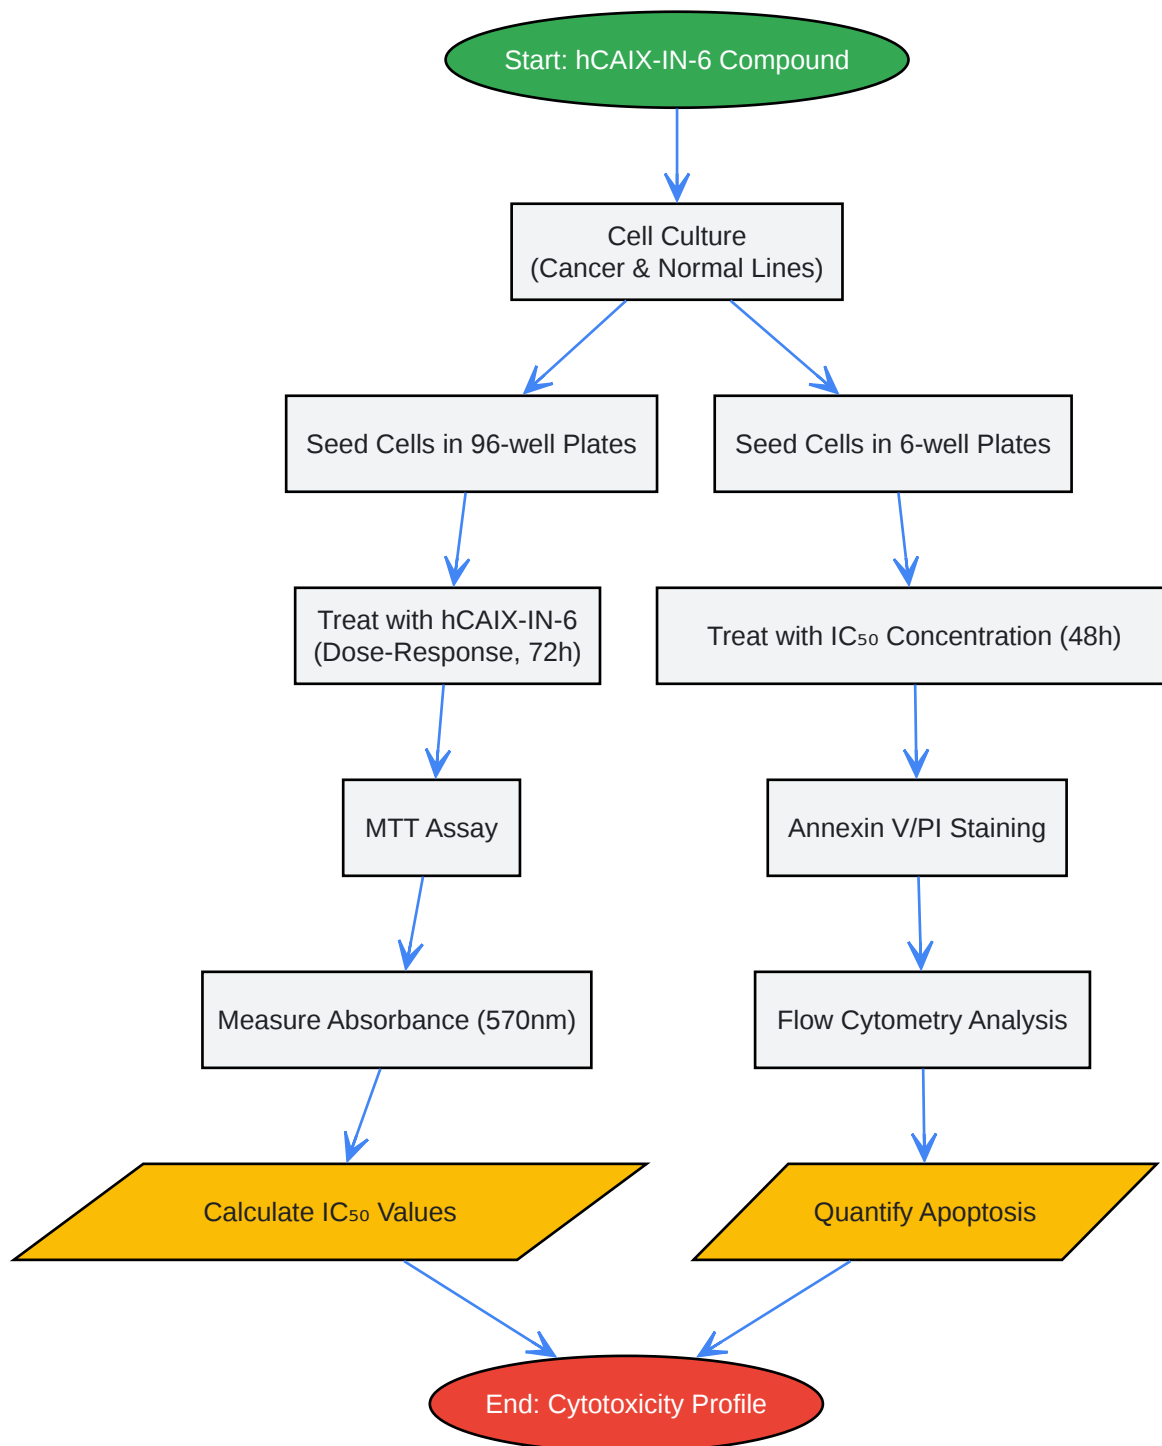 Start: hCAIX-IN-6 Compound
Cell Culture
(Cancer & Normal Lines)
Seed Cells in 96-well Plates
Seed Cells in 6-well Plates
Treat with hCAIX-IN-6
(Dose-Response, 72h)
Treat with IC₅₀ Concentration (48h)
MTT Assay
Annexin V/PI Staining
Measure Absorbance (570nm)
Flow Cytometry Analysis
Calculate IC₅₀ Values
Quantify Apoptosis
End: Cytotoxicity Profile